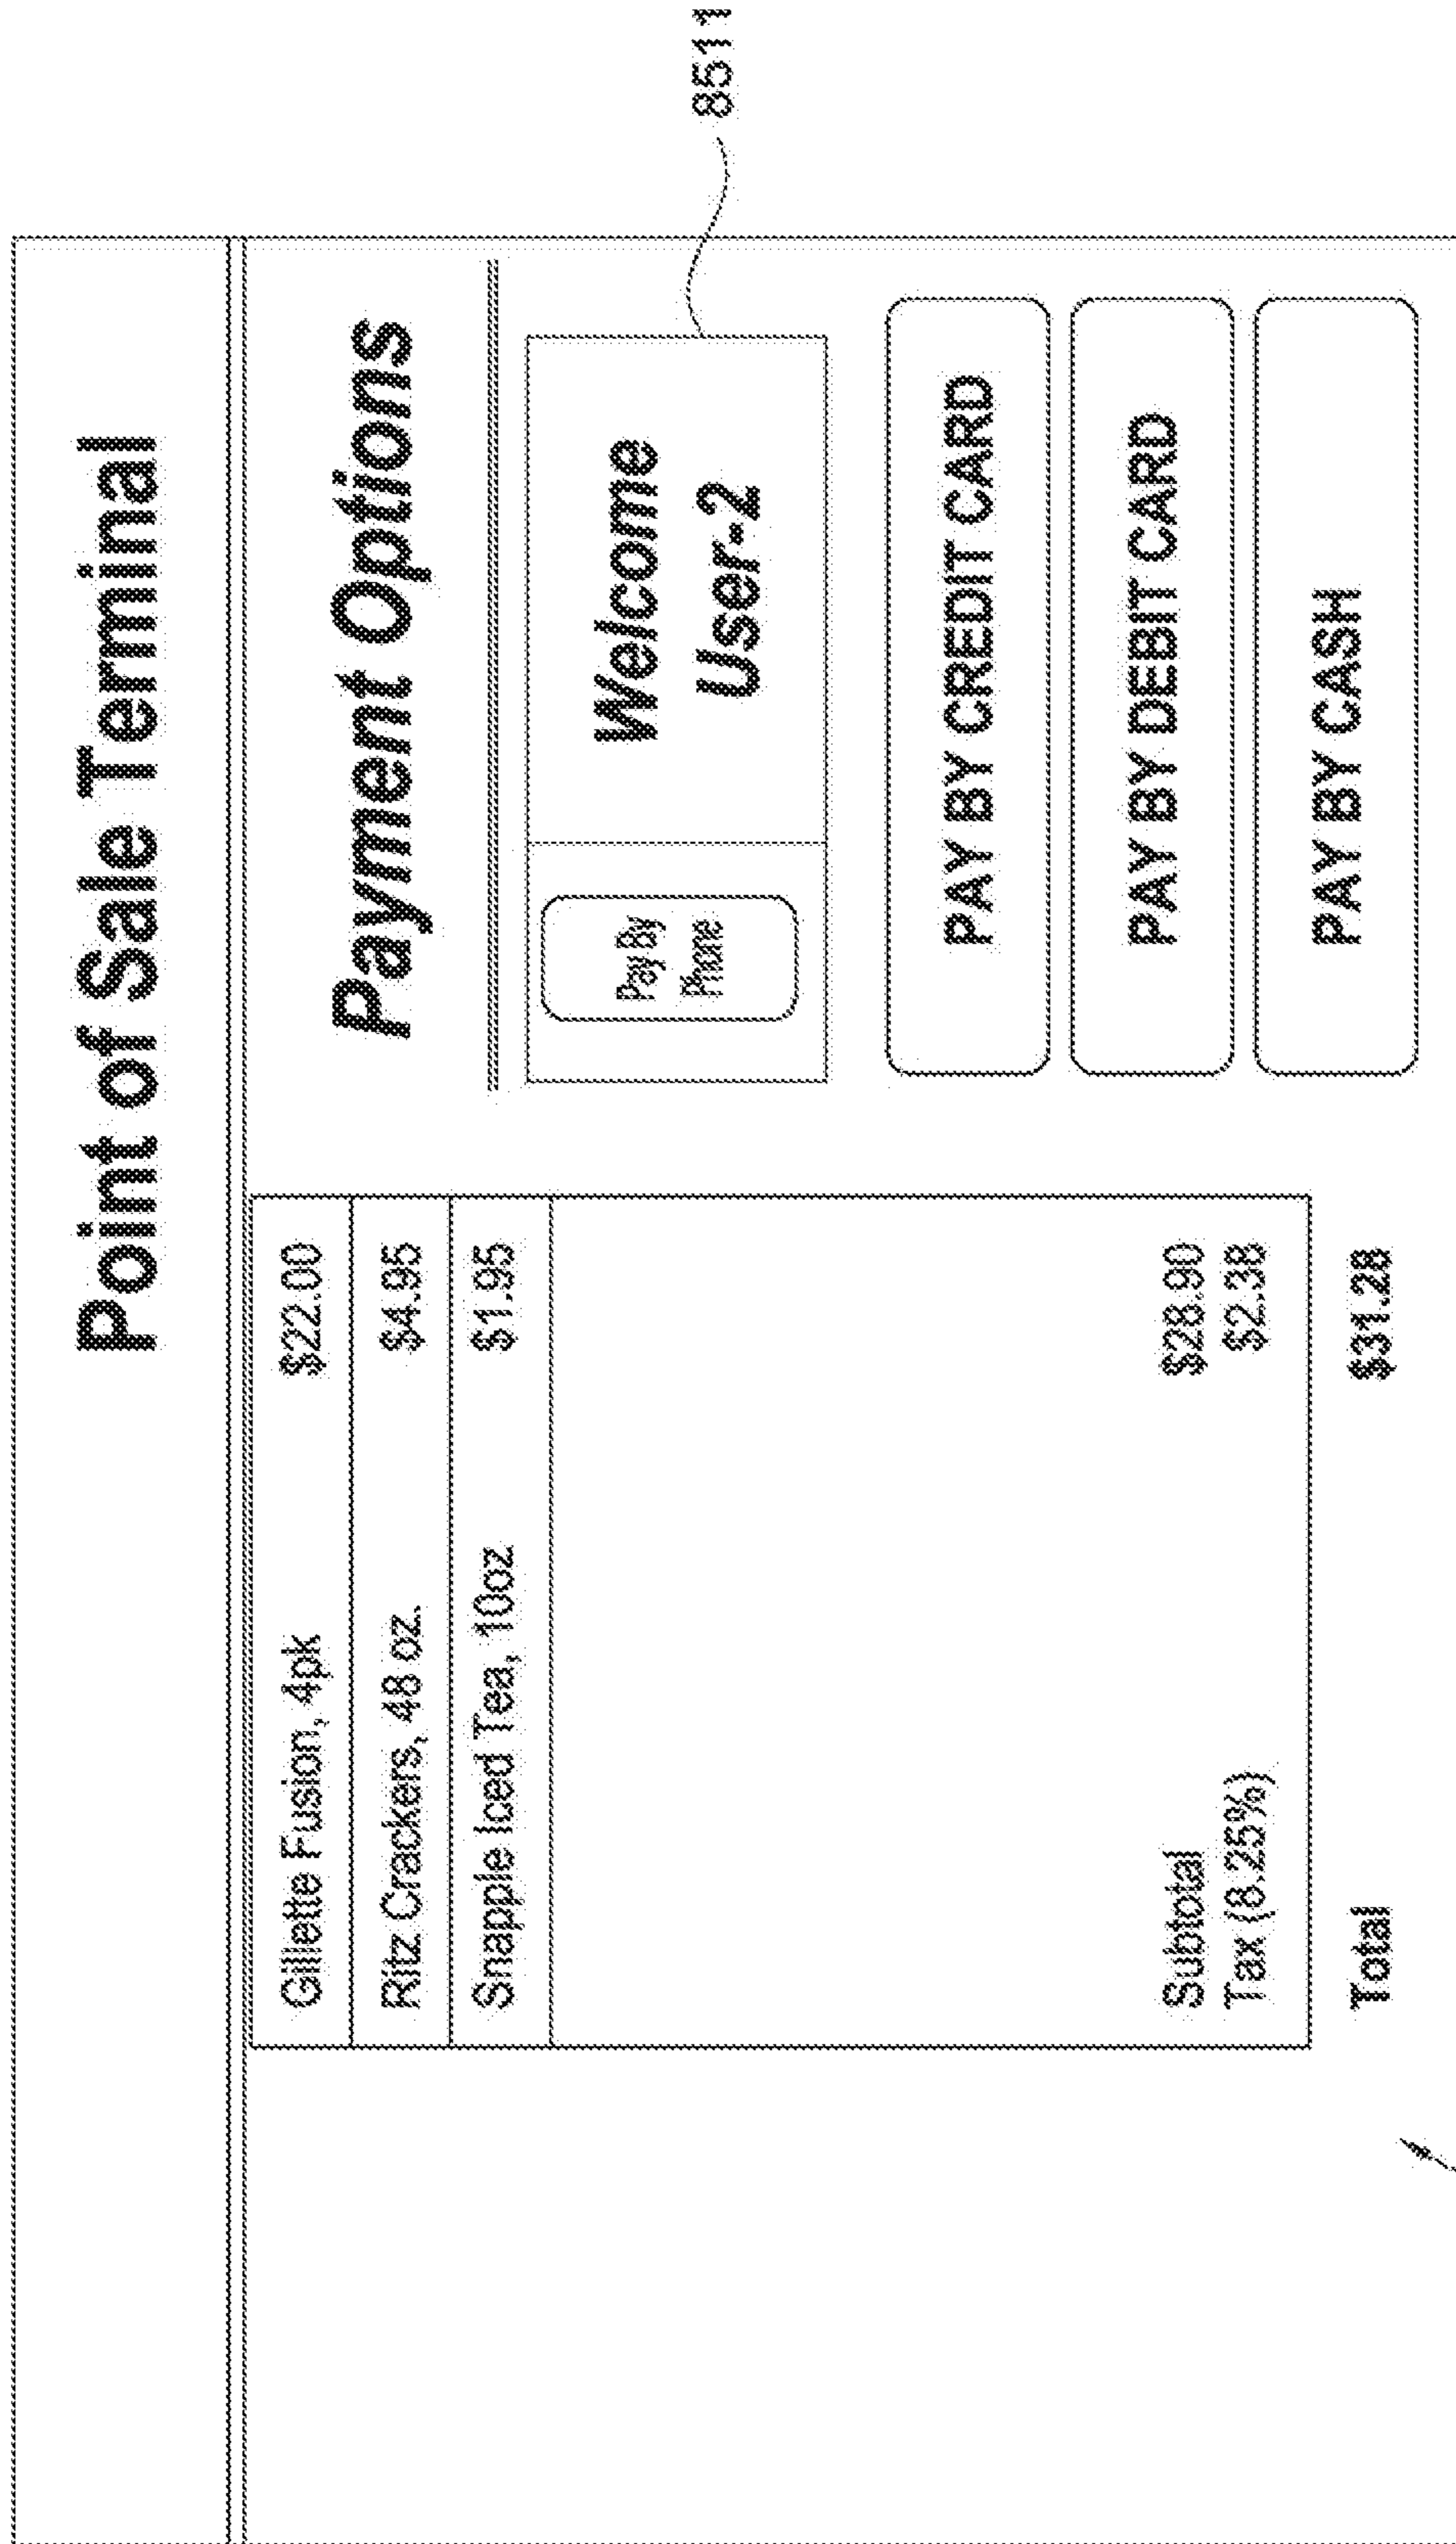 Point of Sale Terminal
Gillette Fusion, 4pk $22.00
Ritz Crackers, 48 oz. $4.95
Snapple Iced Tea, 10oz $1.95
Subtotal $28.90
Tax (8.25%) $2.38
Total $31.28
Payment Options
Pay By
Phone
Welcome
User-2
PAY BY CREDIT CARD
PAY BY DEBIT CARD
PAY BY CASH
8511